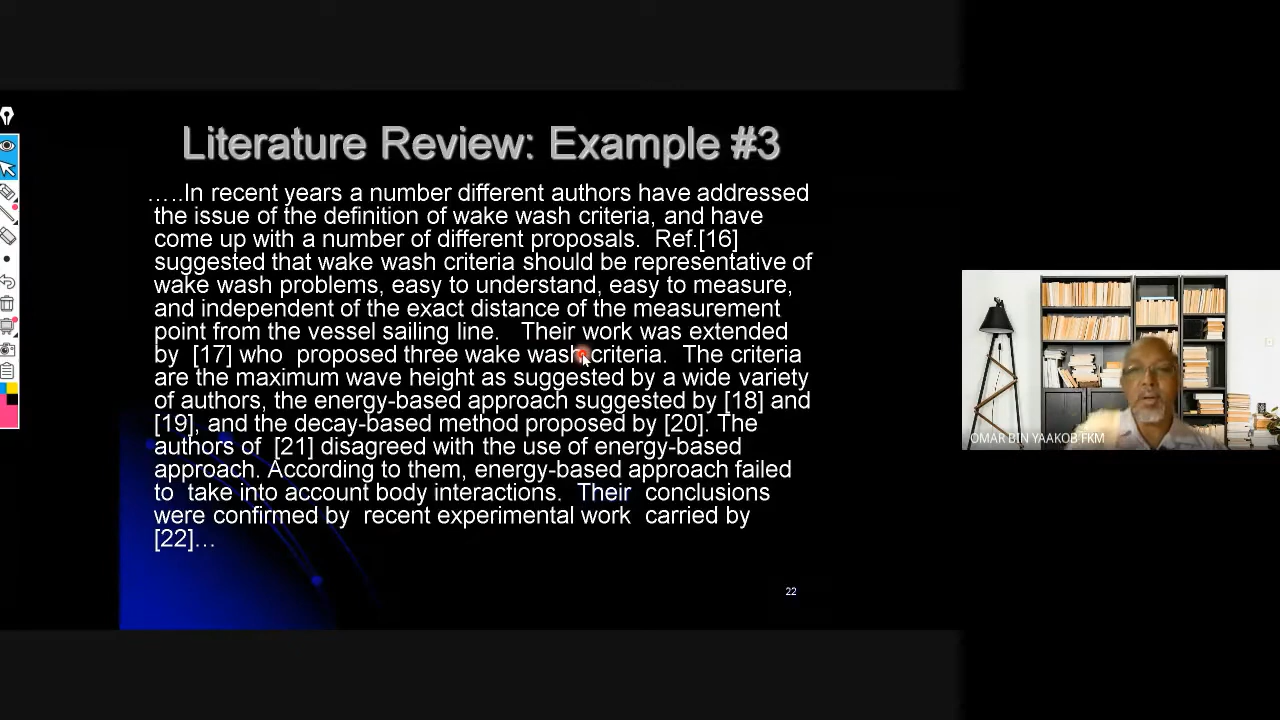 Literature Review: Example #3
…..In recent years a number different authors have addressed
the issue of the definition of wake wash criteria, and have
come up with a number of different proposals. Ref.[16]
suggested that wake wash criteria should be representative of
wake wash problems, easy to understand, easy to measure,
and independent of the exact distance of the measurement
point from the vessel sailing line. Their work was extended
by [17] who proposed three wake wash criteria. The criteria
are the maximum wave height as suggested by a wide variety
of authors, the energy-based approach suggested by [18] and
[19], and the decay-based method proposed by [20]. The
authors of [21] disagreed with the use of energy-based
approach. According to them, energy-based approach failed
to take into account body interactions. Their conclusions
were confirmed by recent experimental work carried by
[22]…
22
OMAR BIN YAAKOB FKM